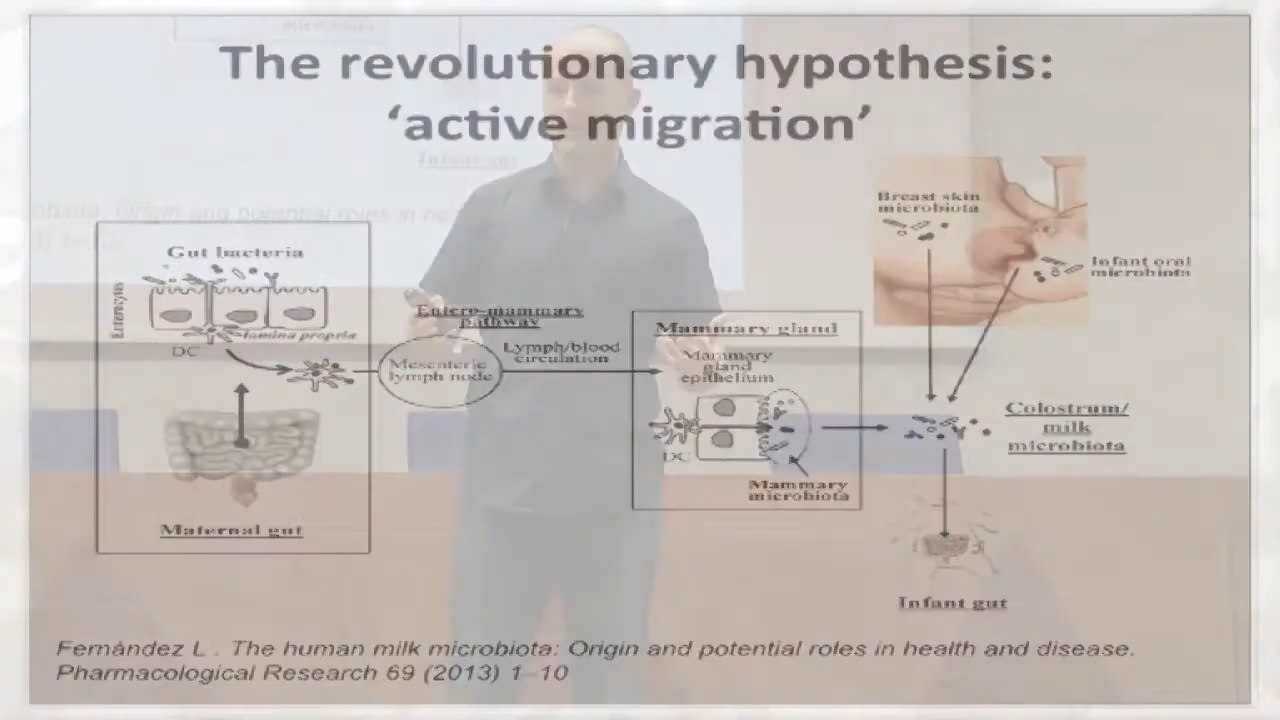 The revolutionary hypothesis:
‘active migration’
Gut bacteria
Enterocytes
lamina propria
DC
Maternal gut
Entero-mammary
pathway
Mesenteric
lymph node
Lymph/blood
circulation
Mammary gland
Mammary
gland
epithelium
DC
Mammary
microbiota
Breast skin
microbiota
Infant oral
microbiota
Colostrum/
milk
microbiota
Infant gut
Fernández L . The human milk microbiota: Origin and potential roles in health and disease.
Pharmacological Research 69 (2013) 1–10